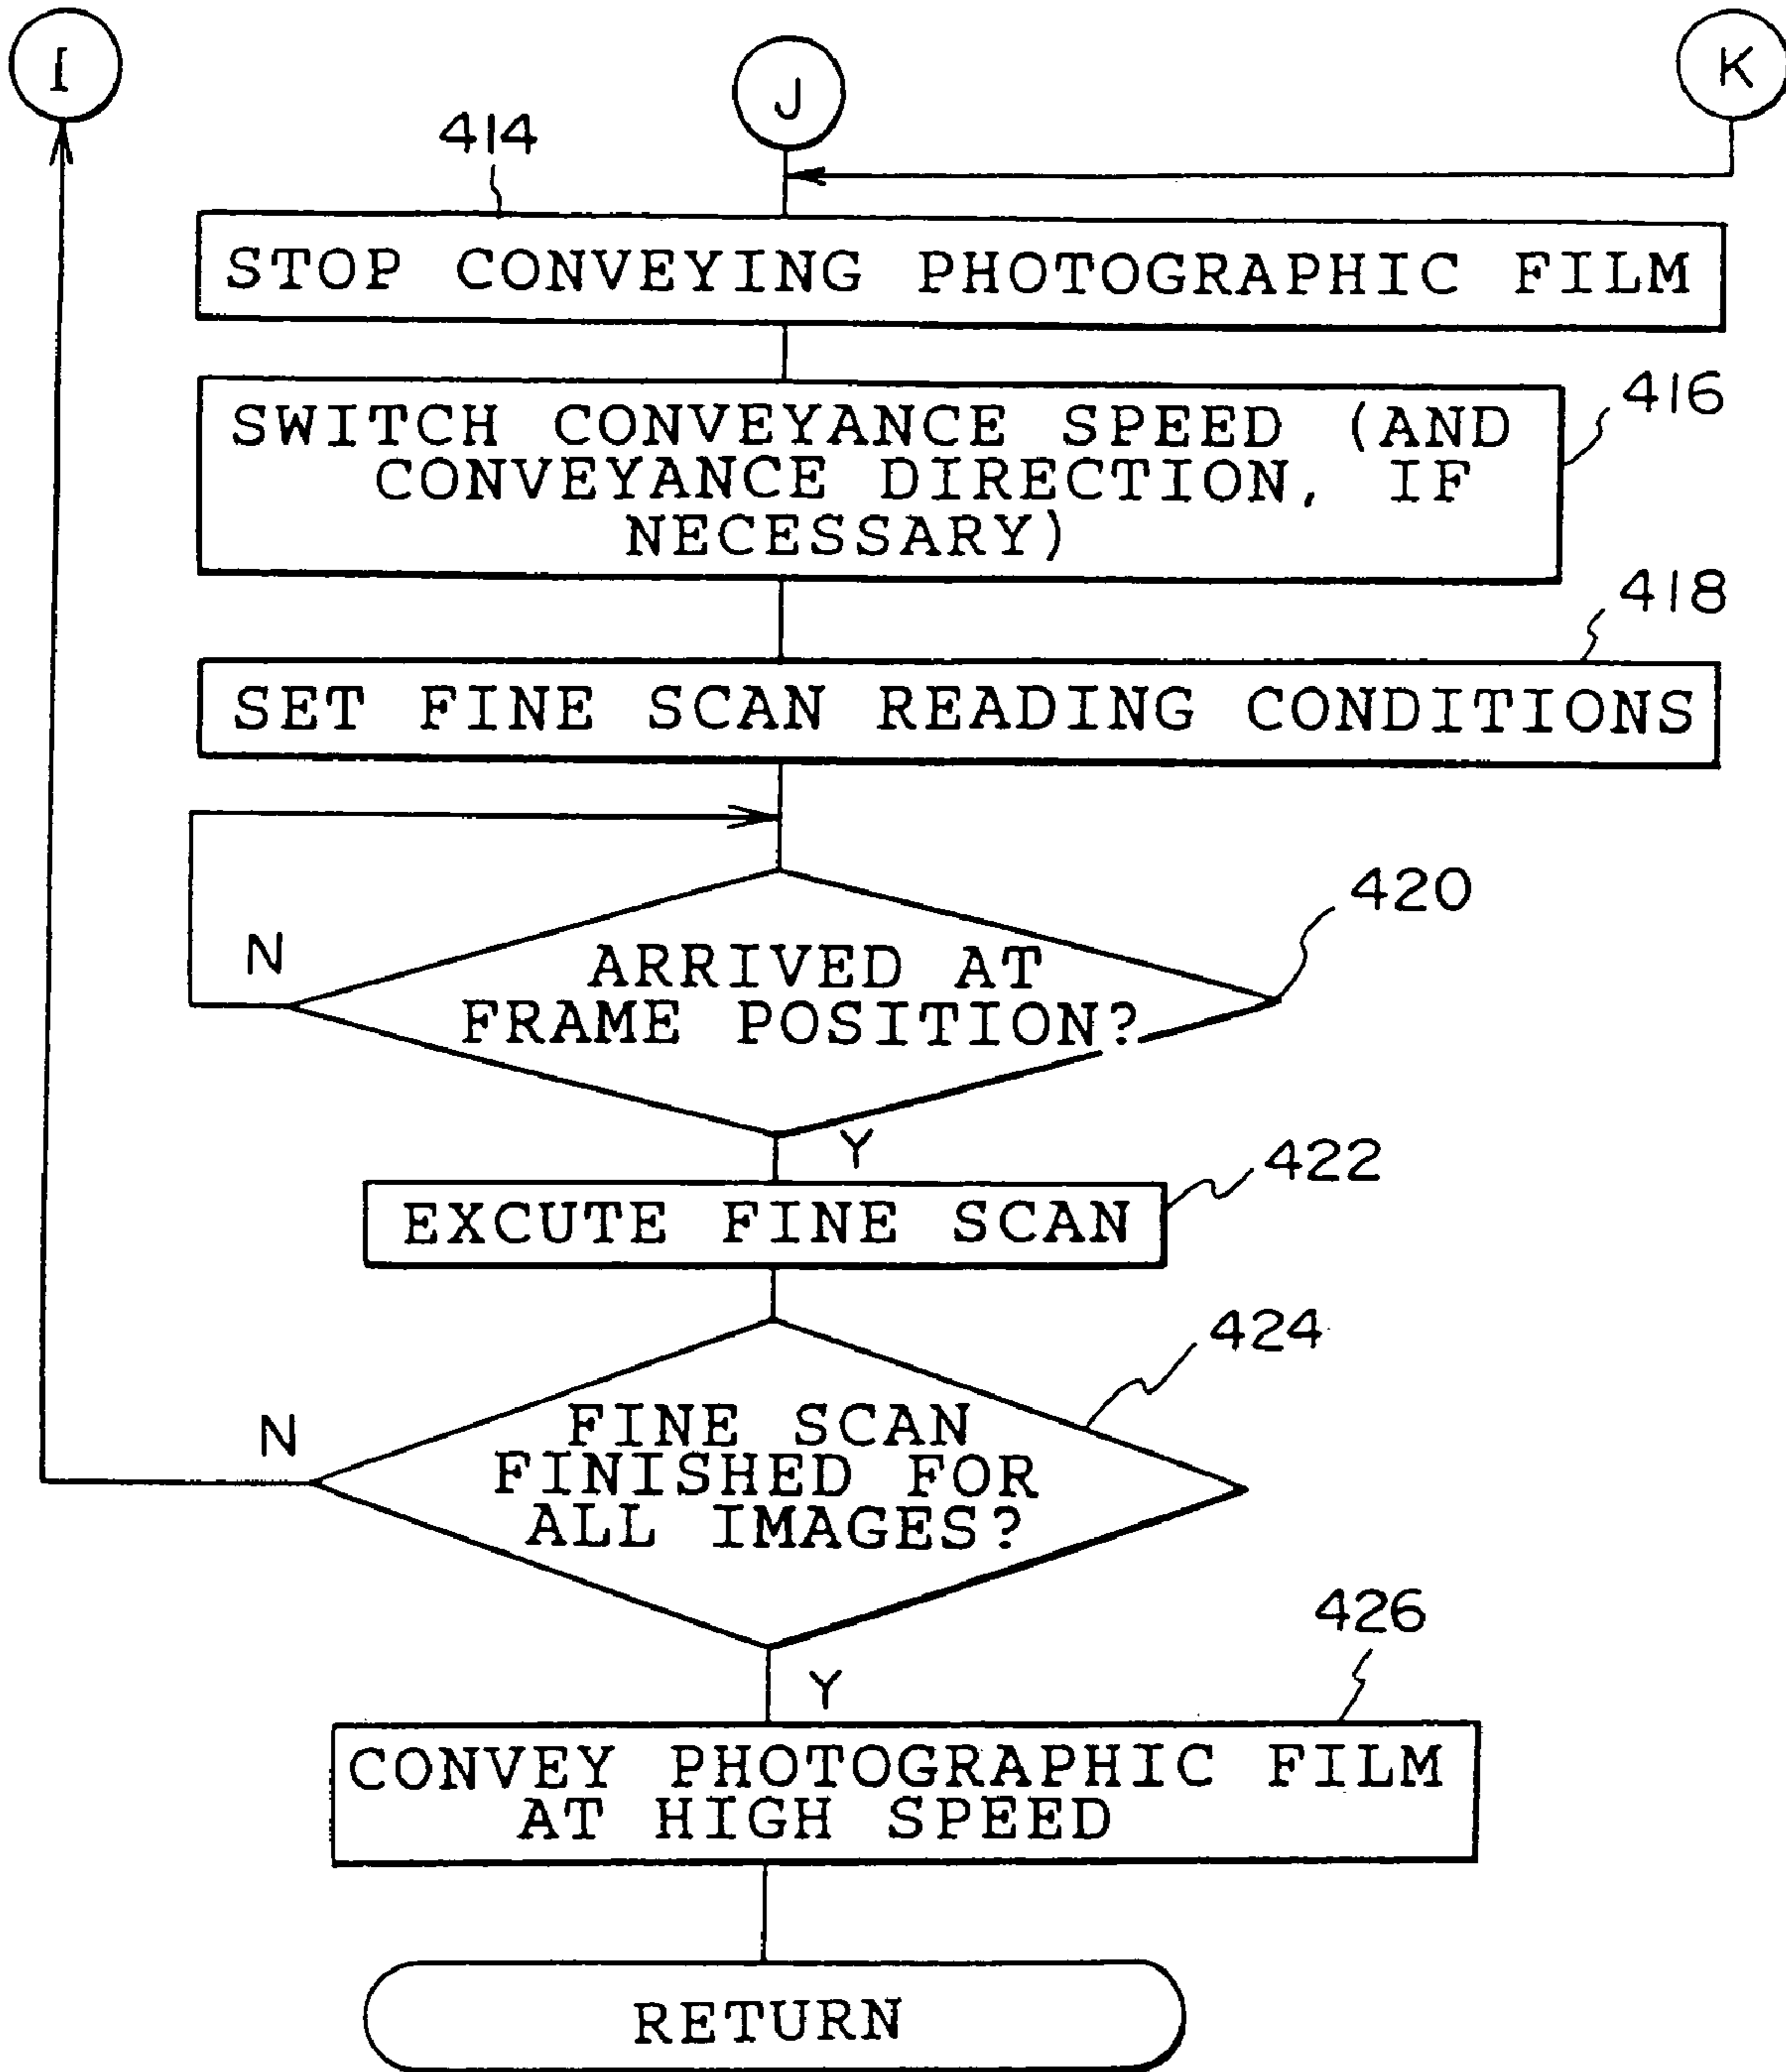 I
J
K
414
STOP CONVEYING PHOTOGRAPHIC FILM
416
SWITCH CONVEYANCE SPEED (AND
CONVEYANCE DIRECTION, IF
NECESSARY)
418
SET FINE SCAN READING CONDITIONS
420
N
ARRIVED AT
FRAME POSITION?
Y
422
EXCUTE FINE SCAN
424
N
FINE SCAN
FINISHED FOR
ALL IMAGES?
Y
426
CONVEY PHOTOGRAPHIC FILM
AT HIGH SPEED
RETURN